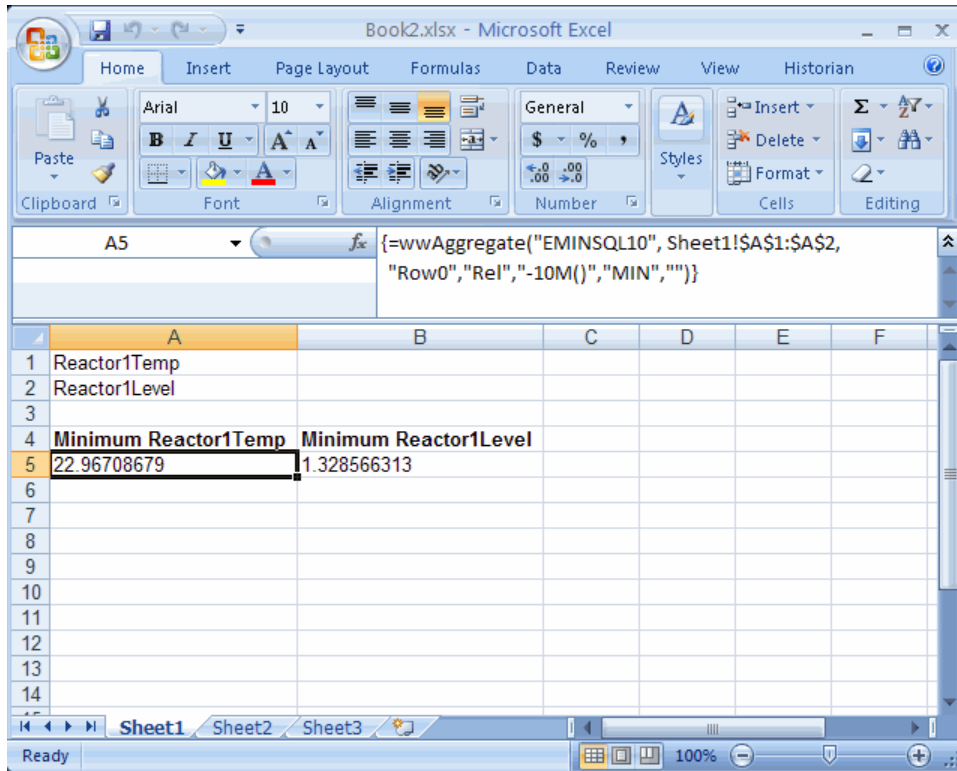 Book2.xlsx - Microsoft Excel
Home Insert Page Layout Formulas Data Review View Historian
Arial 10 General Insert Σ
Paste B I U A A $ % , Styles Delete
A .00 .00 Format
Clipboard Font Alignment Number Cells Editing
A5 fx {=wwAggregate("EMINSQL10", Sheet1!$A$1:$A$2,
"Row0","Rel","-10M()","MIN","")}
A B C D E F
1 Reactor1Temp
2 Reactor1Level
3
4 Minimum Reactor1Temp Minimum Reactor1Level
5 22.96708679 1.328566313
6
7
8
9
10
11
12
13
14
Sheet1 Sheet2 Sheet3
Ready 100%